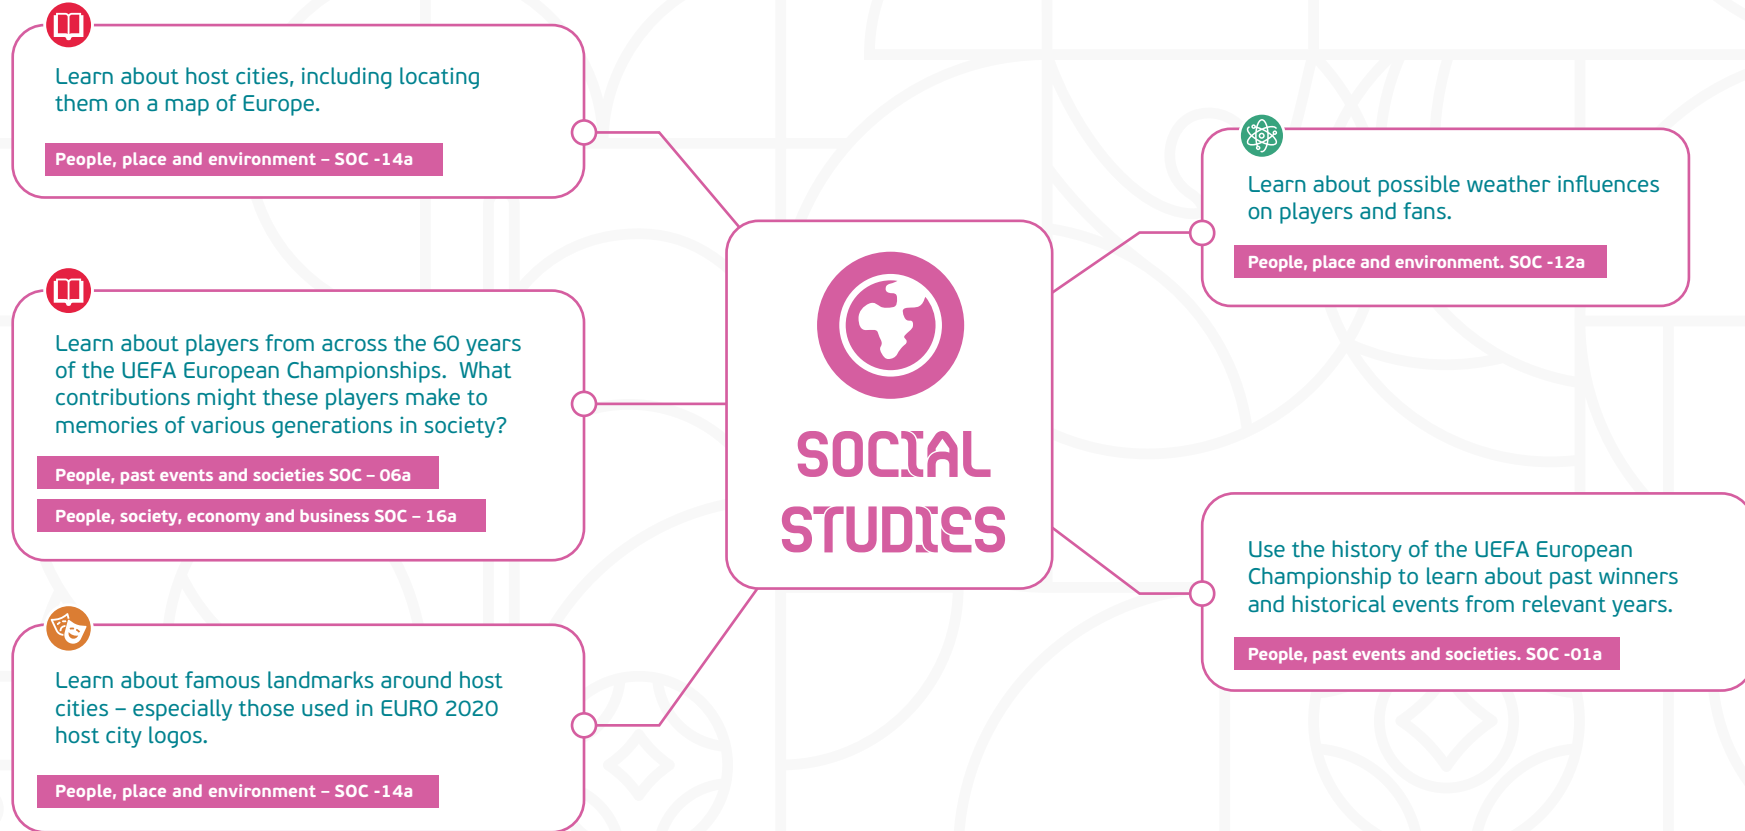 Learn about host cities, including locating
them on a map of Europe.
People, place and environment – SOC -14a
Learn about players from across the 60 years
of the UEFA European Championships.  What
contributions might these players make to
memories of various generations in society?
People, past events and societies SOC – 06a
People, society, economy and business SOC – 16a
Learn about famous landmarks around host
cities – especially those used in EURO 2020
host city logos.
People, place and environment – SOC -14a
SOCIAL
STUDIES
Learn about possible weather influences
on players and fans.
People, place and environment. SOC -12a
Use the history of the UEFA European
Championship to learn about past winners
and historical events from relevant years.
People, past events and societies. SOC -01a